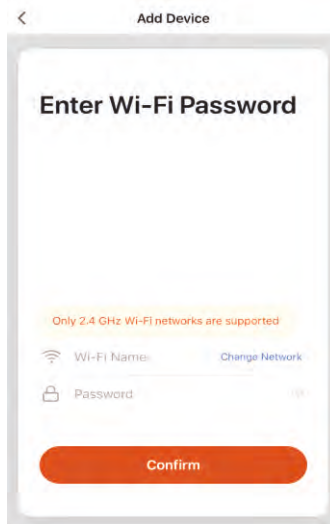 Add Device
Enter Wi-Fi Password
Only 2.4 GHz Wi-Fi networks are supported
Wi-Fi Name Change Network
Password
Confirm